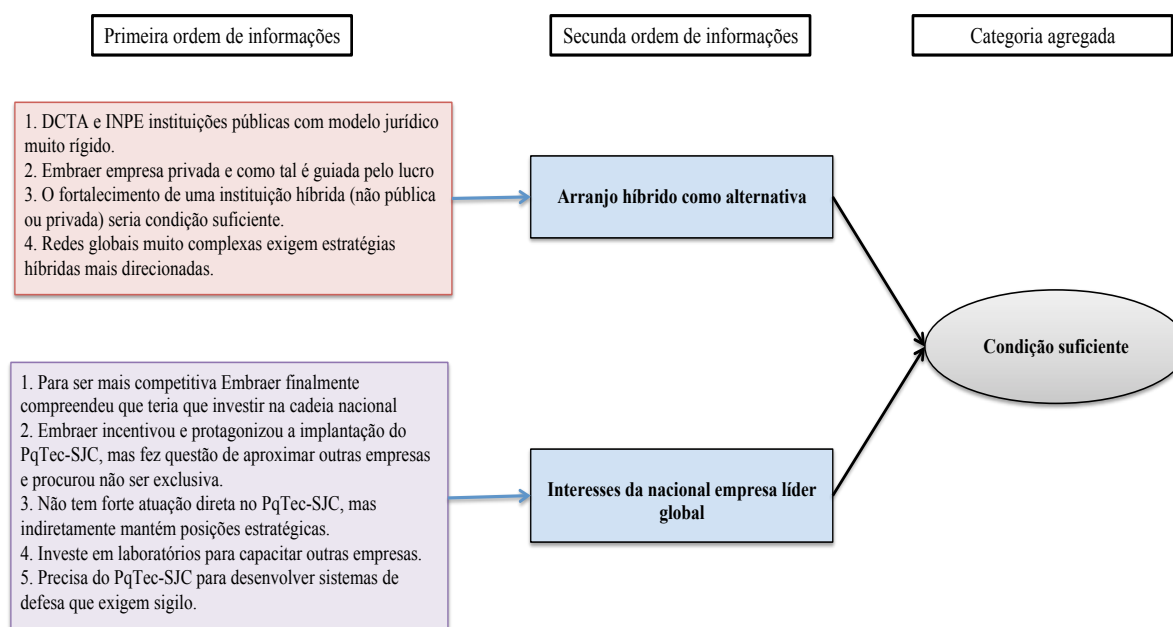 Primeira ordem de informações
Secunda ordem de informações
Categoria agregada
1. DCTA e INPE instituições públicas com modelo jurídico
muito rígido.
2. Embraer empresa privada e como tal é guiada pelo lucro
3. O fortalecimento de uma instituição híbrida (não pública
ou privada) seria condição suficiente.
4. Redes globais muito complexas exigem estratégias
híbridas mais direcionadas.
Arranjo híbrido como alternativa
Condição suficiente
1. Para ser mais competitiva Embraer finalmente
compreendeu que teria que investir na cadeia nacional
2. Embraer incentivou e protagonizou a implantação do
PqTec-SJC, mas fez questão de aproximar outras empresas
e procurou não ser exclusiva.
3. Não tem forte atuação direta no PqTec-SJC, mas
indiretamente mantém posições estratégicas.
4. Investe em laboratórios para capacitar outras empresas.
5. Precisa do PqTec-SJC para desenvolver sistemas de
defesa que exigem sigilo.
Interesses da nacional empresa líder
global